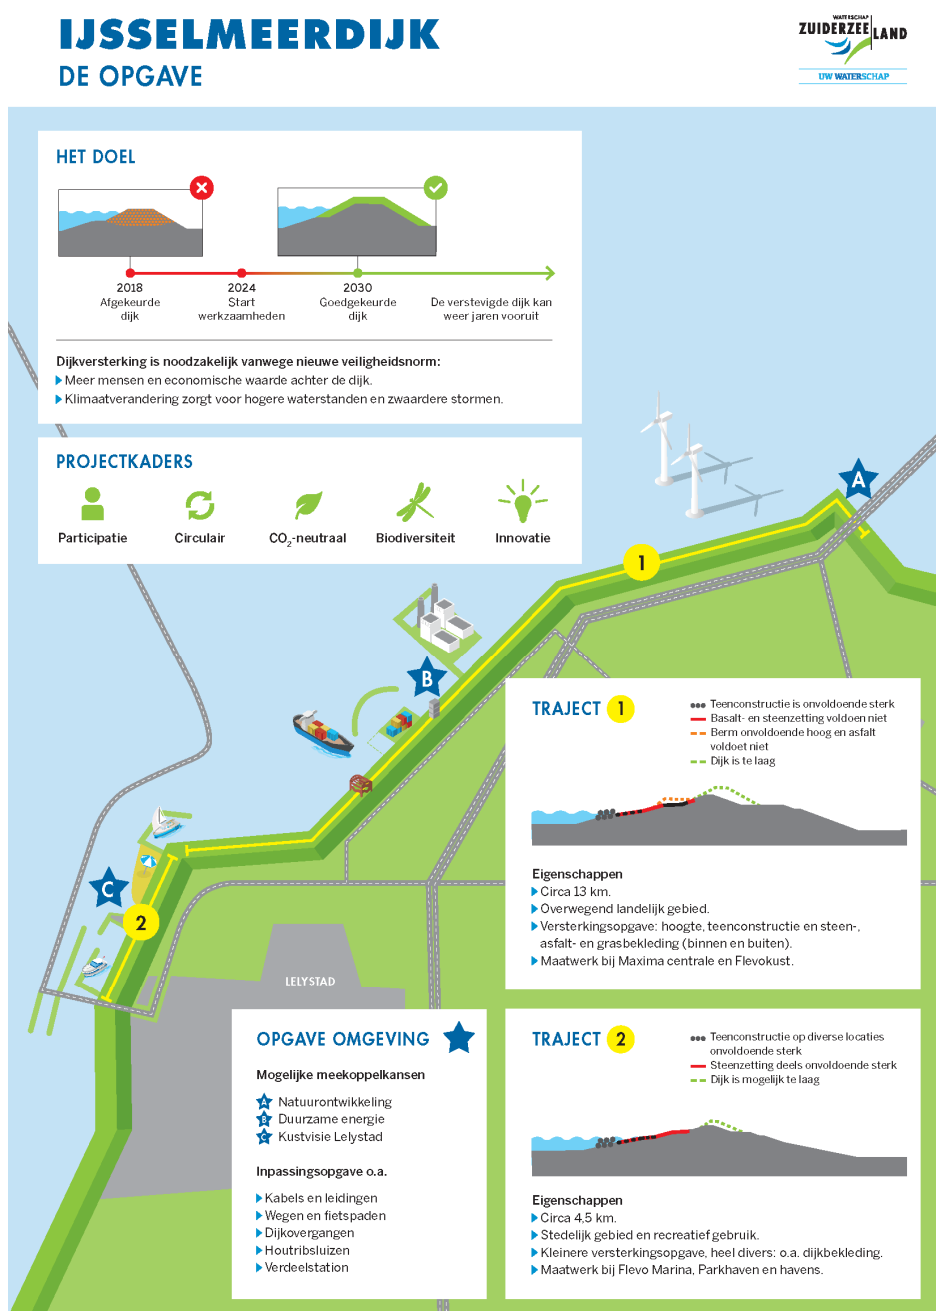 IJSSELMEERDIJK
DE OPGAVE
WATERSCHAP
ZUIDERZEELAND
UW WATERSCHAP
HET DOEL
2018
Afgekeurde
dijk
2024
Start
werkzaamheden
2030
Goedgekeurde
dijk
De verstevigde dijk kan
weer jaren vooruit
Dijkversterking is noodzakelijk vanwege nieuwe veiligheidsnorm:
Meer mensen en economische waarde achter de dijk.
Klimaatverandering zorgt voor hogere waterstanden en zwaardere stormen.
PROJECTKADERS
Participatie
Circulair
CO2-neutraal
Biodiversiteit
Innovatie
A
1
B
C
2
LELYSTAD
TRAJECT 1
Teenconstructie is onvoldoende sterk
Basalt- en steenzetting voldoen niet
Berm onvoldoende hoog en asfalt
voldoet niet
Dijk is te laag
Eigenschappen
Circa 13 km.
Overwegend landelijk gebied.
Versterkingsopgave: hoogte, teenconstructie en steen-,
asfalt- en grasbekleding (binnen en buiten).
Maatwerk bij Maxima centrale en Flevokust.
OPGAVE OMGEVING
Mogelijke meekoppelkansen
A Natuurontwikkeling
B Duurzame energie
C Kustvisie Lelystad
Inpassingsopgave o.a.
Kabels en leidingen
Wegen en fietspaden
Dijkovergangen
Houtribsluizen
Verdeelstation
TRAJECT 2
Teenconstructie op diverse locaties
onvoldoende sterk
Steenzetting deels onvoldoende sterk
Dijk is mogelijk te laag
Eigenschappen
Circa 4,5 km.
Stedelijk gebied en recreatief gebruik.
Kleinere versterkingsopgave, heel divers: o.a. dijkbekleding.
Maatwerk bij Flevo Marina, Parkhaven en havens.